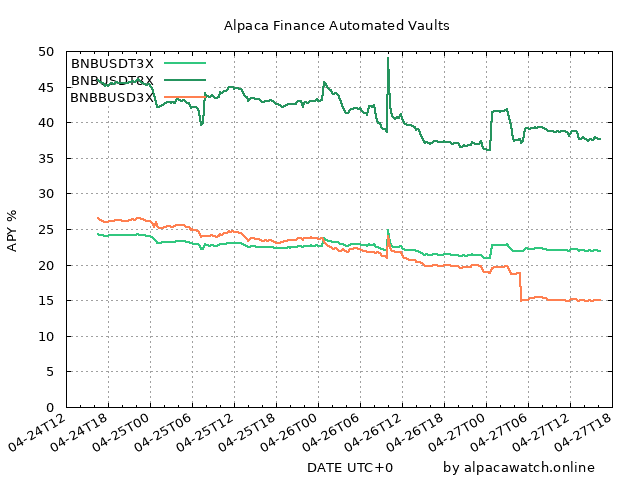 Alpaca Finance Automated Vaults
BNBUSDT3X
BNBUSDT8X
BNBBUSD3X
APY %
50
45
40
35
30
25
20
15
10
5
0
04-24T12
04-24T18
04-25T00
04-25T06
04-25T12
04-25T18
04-26T00
04-26T06
04-26T12
04-26T18
04-27T00
04-27T06
04-27T12
04-27T18
DATE UTC+0
by alpacawatch.online